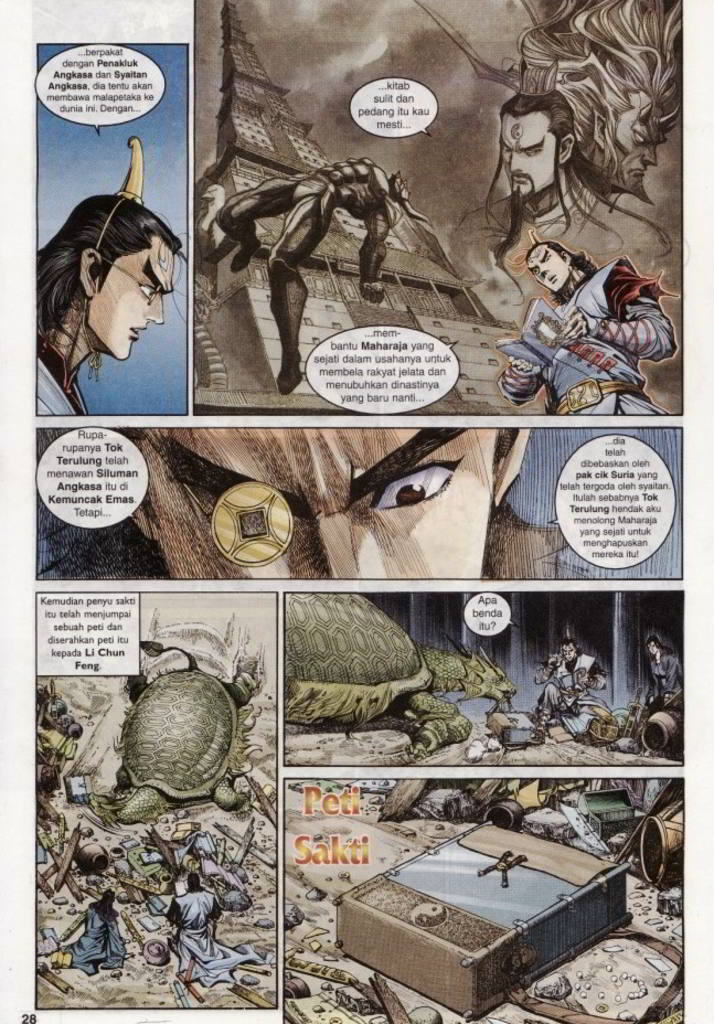 ...berpakat
dengan Penakluk
Angkasa dan Syaitan
Angkasa, dia tentu akan
membawa malapetaka ke
dunia ini. Dengan...
...kitab
sulit dan
pedang itu kau
mesti...
...mem-
bantu Maharaja yang
sejati dalam usahanya untuk
membela rakyat jelata dan
menubuhkan dinastinya
yang baru nanti...
Rupa-
rupanya Tok
Terulung telah
menawan Siluman
Angkasa itu di
Kemuncak Emas.
Tetapi...
...dia
telah
dibebaskan oleh
pak cik Suria yang
telah tergoda oleh syaitan.
Itulah sebabnya Tok
Terulung hendak aku
menolong Maharaja
yang sejati untuk
menghapuskan
mereka itu!
Kemudian penyu sakti
itu telah menjumpai
sebuah peti dan
diserahkan peti itu
kepada Li Chun
Feng.
Apa
benda
itu?
Peti
Sakti
28